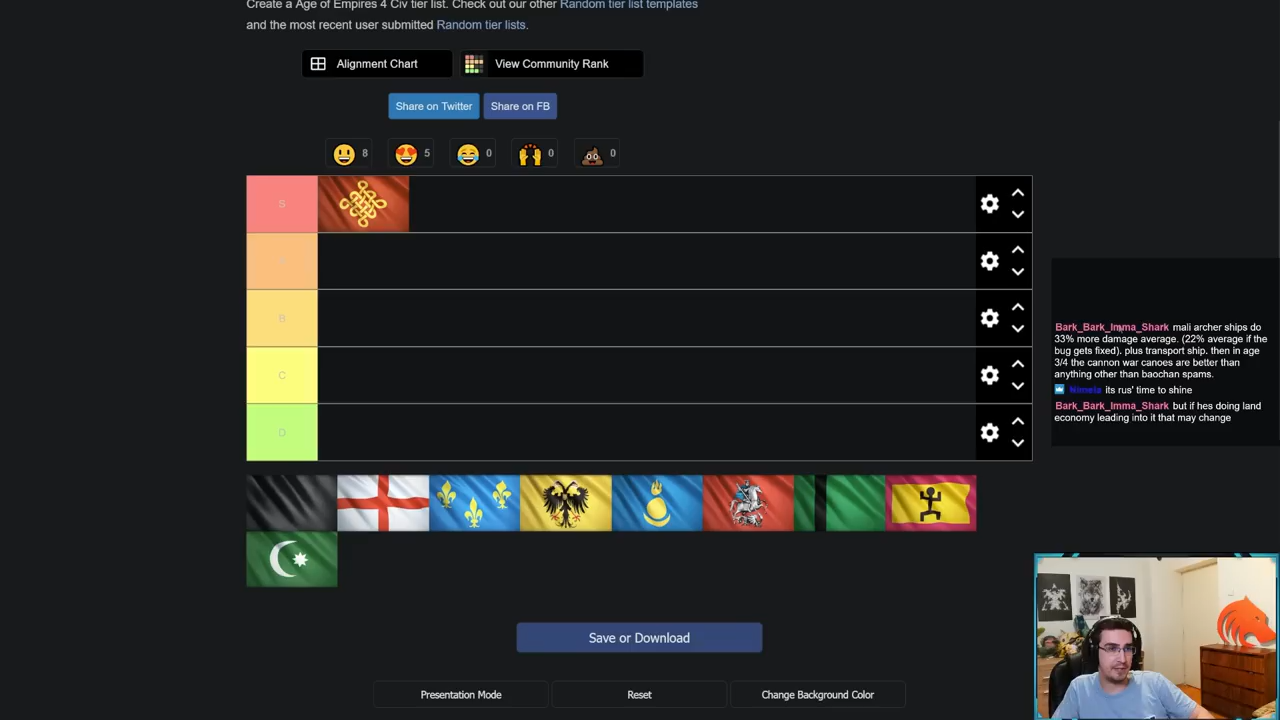 Create a Age of Empires 4 Civ tier list. Check out our other Random tier list templates
and the most recent user submitted Random tier lists.
Alignment Chart
View Community Rank
Share on Twitter
Share on FB
8
5
0
0
0
S
B
C
D
Bark_Bark_Imma_Shark mali archer ships do
33% more damage average. (22% average if the
bug gets fixed). plus transport ship. then in age
3/4 the cannon war canoes are better than
anything other than baochan spams.
its rus' time to shine
Bark_Bark_Imma_Shark but if hes doing land
economy leading into it that may change
Save or Download
Presentation Mode
Reset
Change Background Color